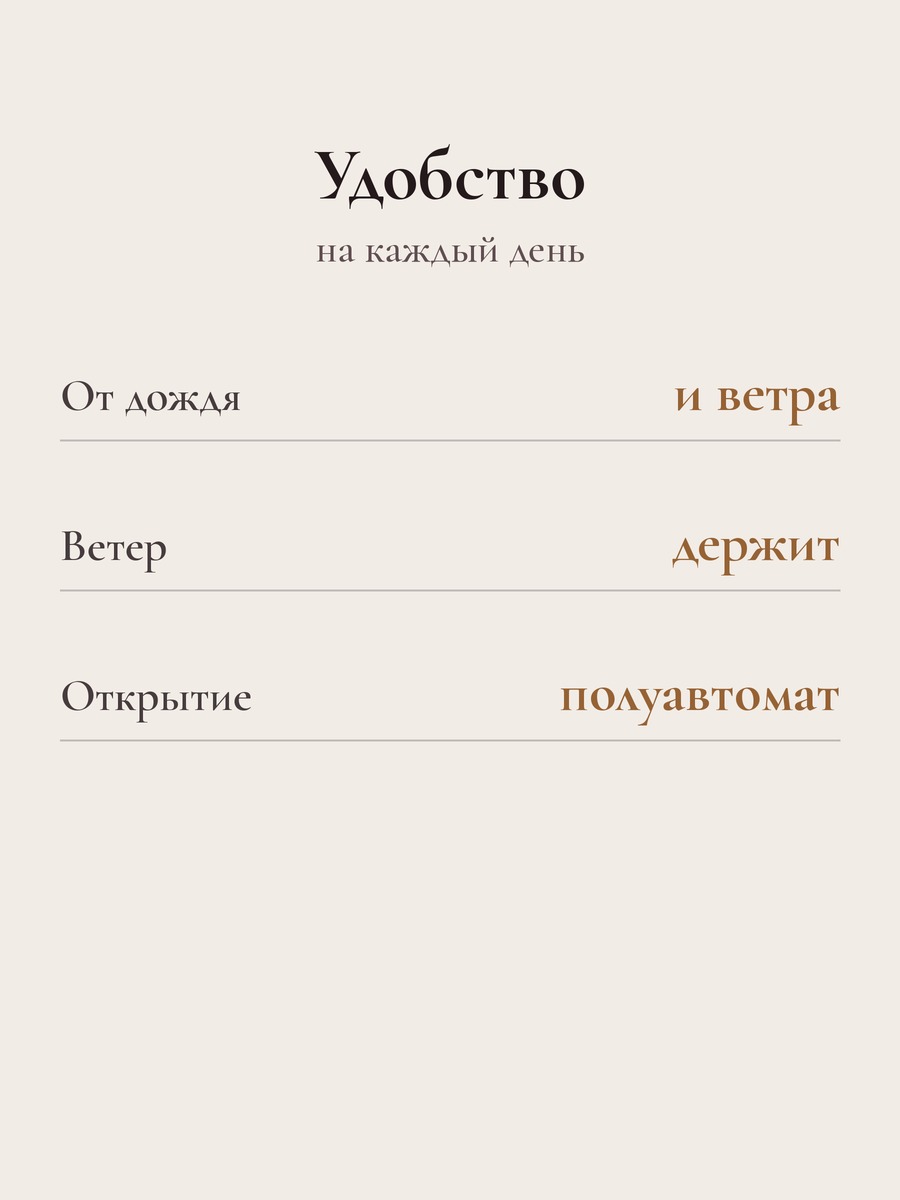 Удобство
на каждый день
От дождя и ветра
Ветер держит
Открытие полуавтомат